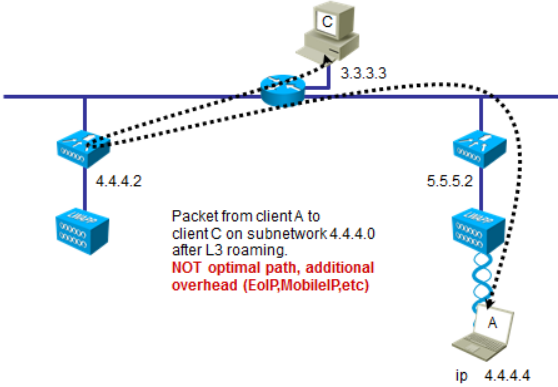 C
3.3.3.3
4.4.4.2
5.5.5.2
LWAPP
LWAPP
Packet from client A to
client C on subnetwork 4.4.4.0
after L3 roaming.
NOT optimal path, additional
overhead (EoIP,MobileIP,etc)
A
ip 4.4.4.4